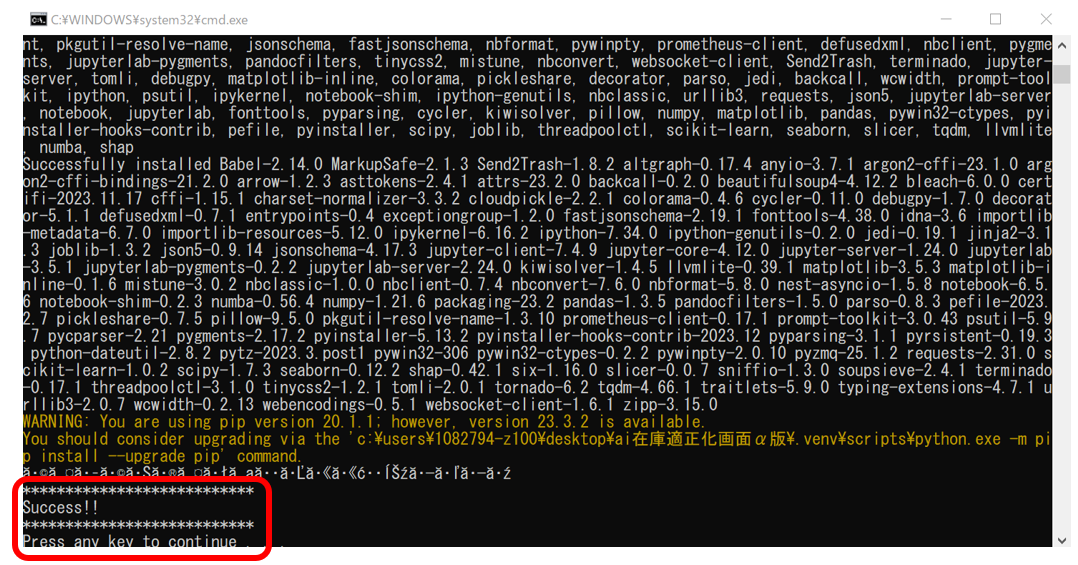 C:¥WINDOWS¥system32¥cmd.exe
nt, pkgutil-resolve-name, jsonschema, fastjsonschema, nbformat, pywinpty, prometheus-client, defusedxml, nbclient, pygme
nts, jupyterlab-pygments, pandocfilters, tinycss2, mistune, nbconvert, websocket-client, Send2Trash, terminado, jupyter-
server, tomli, debugpy, matplotlib-inline, colorama, pickleshare, decorator, parso, jedi, backcall, wcwidth, prompt-tool
kit, ipython, psutil, ipykernel, notebook-shim, ipython-genutils, nbclassic, urllib3, requests, json5, jupyterlab-server
, notebook, jupyterlab, fonttools, pyparsing, cycler, kiwisolver, pillow, numpy, matplotlib, pandas, pywin32-ctypes, pyi
nstaller-hooks-contrib, pefile, pyinstaller, scipy, joblib, threadpoolctl, scikit-learn, seaborn, slicer, tqdm, llvmlite
, numba, shap
Successfully installed Babel-2.14.0 MarkupSafe-2.1.3 Send2Trash-1.8.2 altgraph-0.17.4 anyio-3.7.1 argon2-cffi-23.1.0 arg
on2-cffi-bindings-21.2.0 arrow-1.2.3 asttokens-2.4.1 attrs-23.2.0 backcall-0.2.0 beautifulsoup4-4.12.2 bleach-6.0.0 cert
ifi-2023.11.17 cffi-1.15.1 charset-normalizer-3.3.2 cloudpickle-2.2.1 colorama-0.4.6 cycler-0.11.0 debugpy-1.7.0 decorat
or-5.1.1 defusedxml-0.7.1 entrypoints-0.4 exceptiongroup-1.2.0 fastjsonschema-2.19.1 fonttools-4.38.0 idna-3.6 importlib
-metadata-6.7.0 importlib-resources-5.12.0 ipykernel-6.16.2 ipython-7.34.0 ipython-genutils-0.2.0 jedi-0.19.1 jinja2-3.1
.3 joblib-1.3.2 json5-0.9.14 jsonschema-4.17.3 jupyter-client-7.4.9 jupyter-core-4.12.0 jupyter-server-1.24.0 jupyterlab
-3.5.1 jupyterlab-pygments-0.2.2 jupyterlab-server-2.24.0 kiwisolver-1.4.5 llvmlite-0.39.1 matplotlib-3.5.3 matplotlib-i
nline-0.1.6 mistune-3.0.2 nbclassic-1.0.0 nbclient-0.7.4 nbconvert-7.6.0 nbformat-5.8.0 nest-asyncio-1.5.8 notebook-6.5.
6 notebook-shim-0.2.3 numba-0.56.4 numpy-1.21.6 packaging-23.2 pandas-1.3.5 pandocfilters-1.5.0 parso-0.8.3 pefile-2023.
2.7 pickleshare-0.7.5 pillow-9.5.0 pkgutil-resolve-name-1.3.10 prometheus-client-0.17.1 prompt-toolkit-3.0.43 psutil-5.9
.7 pycparser-2.21 pygments-2.17.2 pyinstaller-5.13.2 pyinstaller-hooks-contrib-2023.12 pyparsing-3.1.1 pyrsistent-0.19.3
python-dateutil-2.8.2 pytz-2023.3.post1 pywin32-306 pywin32-ctypes-0.2.2 pywinpty-2.0.10 pyzmq-25.1.2 requests-2.31.0 s
cikit-learn-1.0.2 scipy-1.7.3 seaborn-0.12.2 shap-0.42.1 six-1.16.0 slicer-0.0.7 sniffio-1.3.0 soupsieve-2.4.1 terminado
-0.17.1 threadpoolctl-3.1.0 tinycss2-1.2.1 tomli-2.0.1 tornado-6.2 tqdm-4.66.1 traitlets-5.9.0 typing-extensions-4.7.1 u
rllib3-2.0.7 wcwidth-0.2.13 webencodings-0.5.1 websocket-client-1.6.1 zipp-3.15.0
WARNING: You are using pip version 20.1.1; however, version 23.3.2 is available.
You should consider upgrading via the 'c:¥users¥1082794-z100¥desktop¥ai在庫適正化画面α版¥.venv¥scripts¥python.exe -m pi
p install --upgrade pip' command.
***************************
Success!!
***************************
Press any key to continue . . .